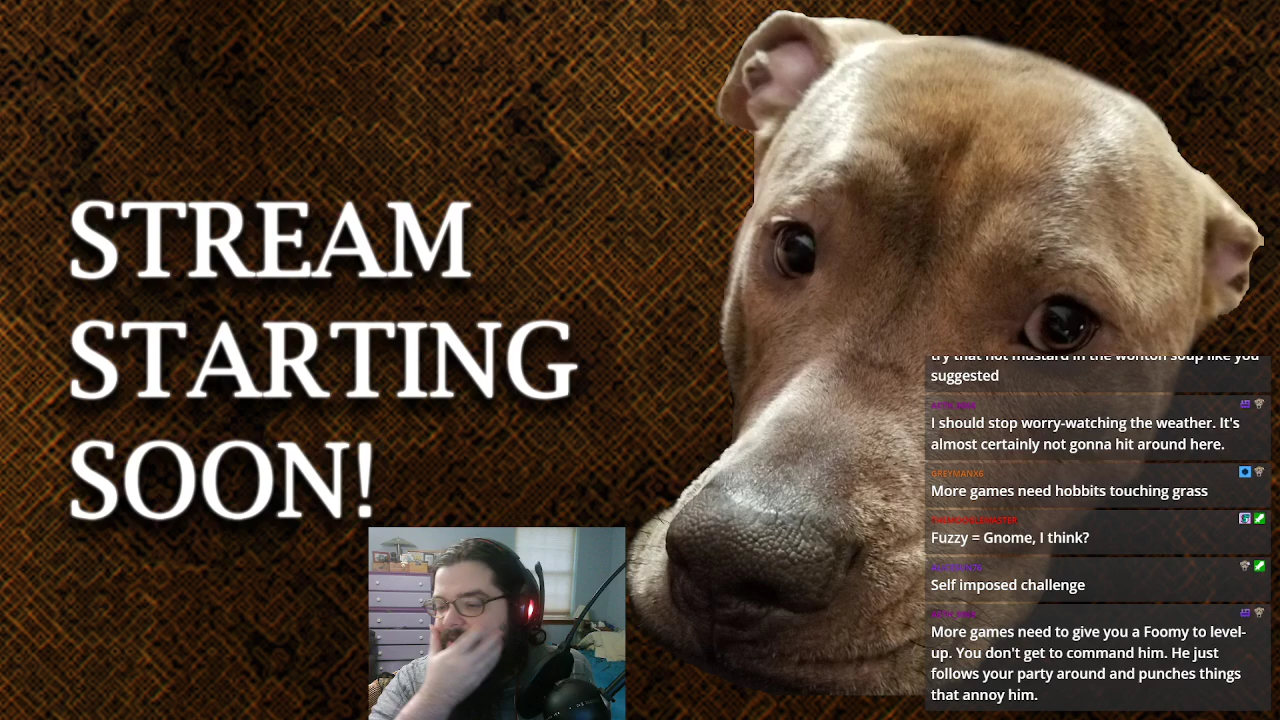 STREAM
STARTING
SOON!
suggested
I should stop worry-watching the weather. It's
almost certainly not gonna hit around here.
GREYMANX6
More games need hobbits touching grass
Fuzzy = Gnome, I think?
Self imposed challenge
More games need to give you a Foomy to level-
up. You don't get to command him. He just
follows your party around and punches things
that annoy him.